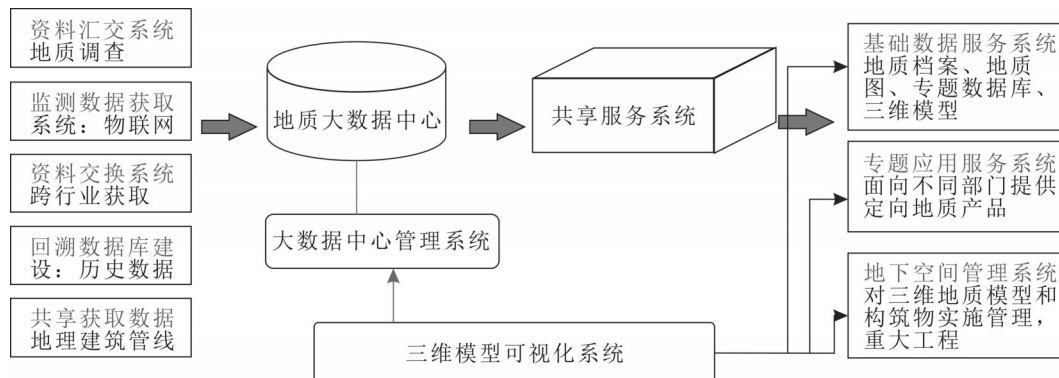 资料汇交系统
地质调查
监测数据获取
系统：物联网
资料交换系统
跨行业获取
回溯数据库建
设：历史数据
共享获取数据
地理建筑管线
地质大数据中心
大数据中心管理系统
三维模型可视化系统
共享服务系统
基础数据服务系统
地质档案、地质
图、专题数据库、
三维模型
专题应用服务系统
面向不同部门提供
定向地质产品
地下空间管理系统
对三维地质模型和
构筑物实施管理，
重大工程